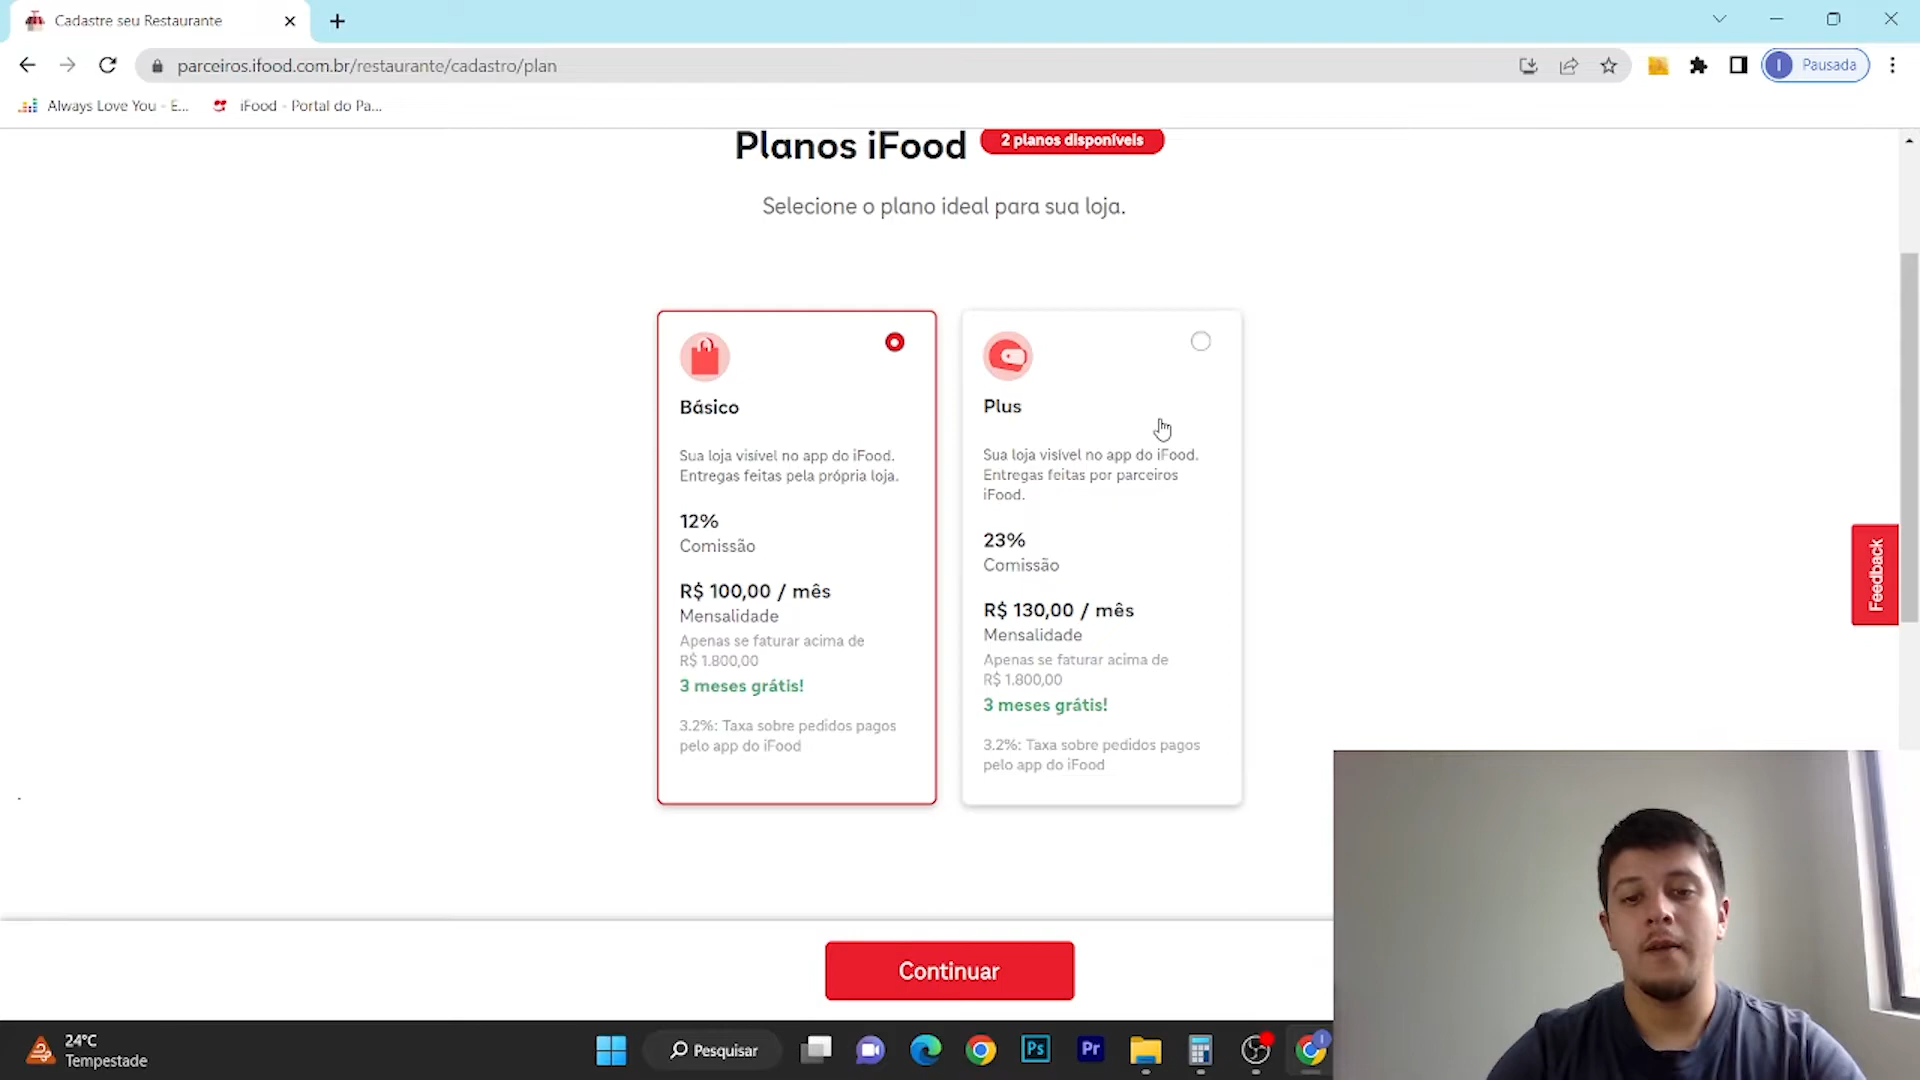 Cadastre seu Restaurante
parceiros.ifood.com.br/restaurante/cadastro/plan
I Pausada
Always Love You - E...
iFood - Portal do Pa...
Planos iFood
2 planos disponíveis
Selecione o plano ideal para sua loja.
Básico
Sua loja visível no app do iFood.
Entregas feitas pela própria loja.
12%
Comissão
R$ 100,00 / mês
Mensalidade
Apenas se faturar acima de
R$ 1.800,00
3 meses grátis!
3.2%: Taxa sobre pedidos pagos
pelo app do iFood
Plus
Sua loja visível no app do iFood.
Entregas feitas por parceiros
iFood.
23%
Comissão
R$ 130,00 / mês
Mensalidade
Apenas se faturar acima de
R$ 1.800,00
3 meses grátis!
3.2%: Taxa sobre pedidos pagos
pelo app do iFood
Feedback
Continuar
24°C
Tempestade
Pesquisar
Ps
Pr
I